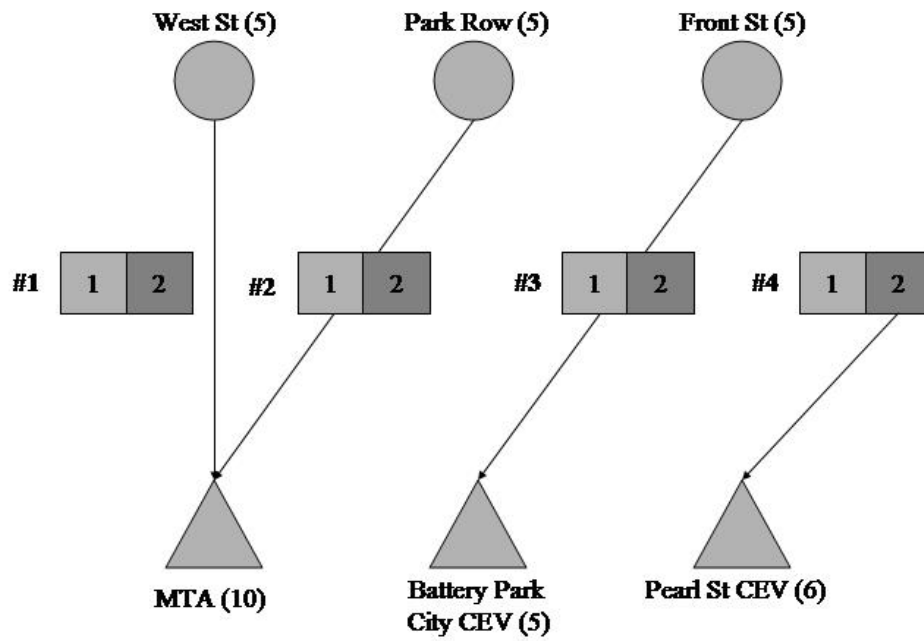 West St (5)
Park Row (5)
Front St (5)
#1
1
2
#2
1
2
#3
1
2
#4
1
2
MTA (10)
Battery Park
City CEV (5)
Pearl St CEV (6)